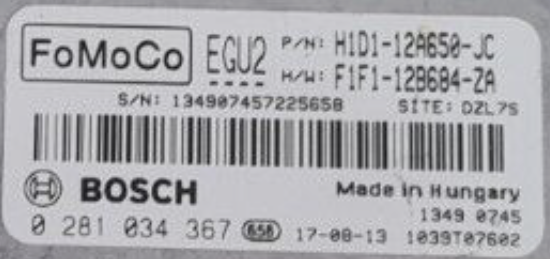 FoMoCo EGU2 P/N: H1D1-12A650-JC
H/W: F1F1-12B684-ZA
S/N: 134907457225658 SITE: DZL7S
BOSCH Made in Hungary
1349 0745
0 281 034 367 658 17-08-13 1039T07602